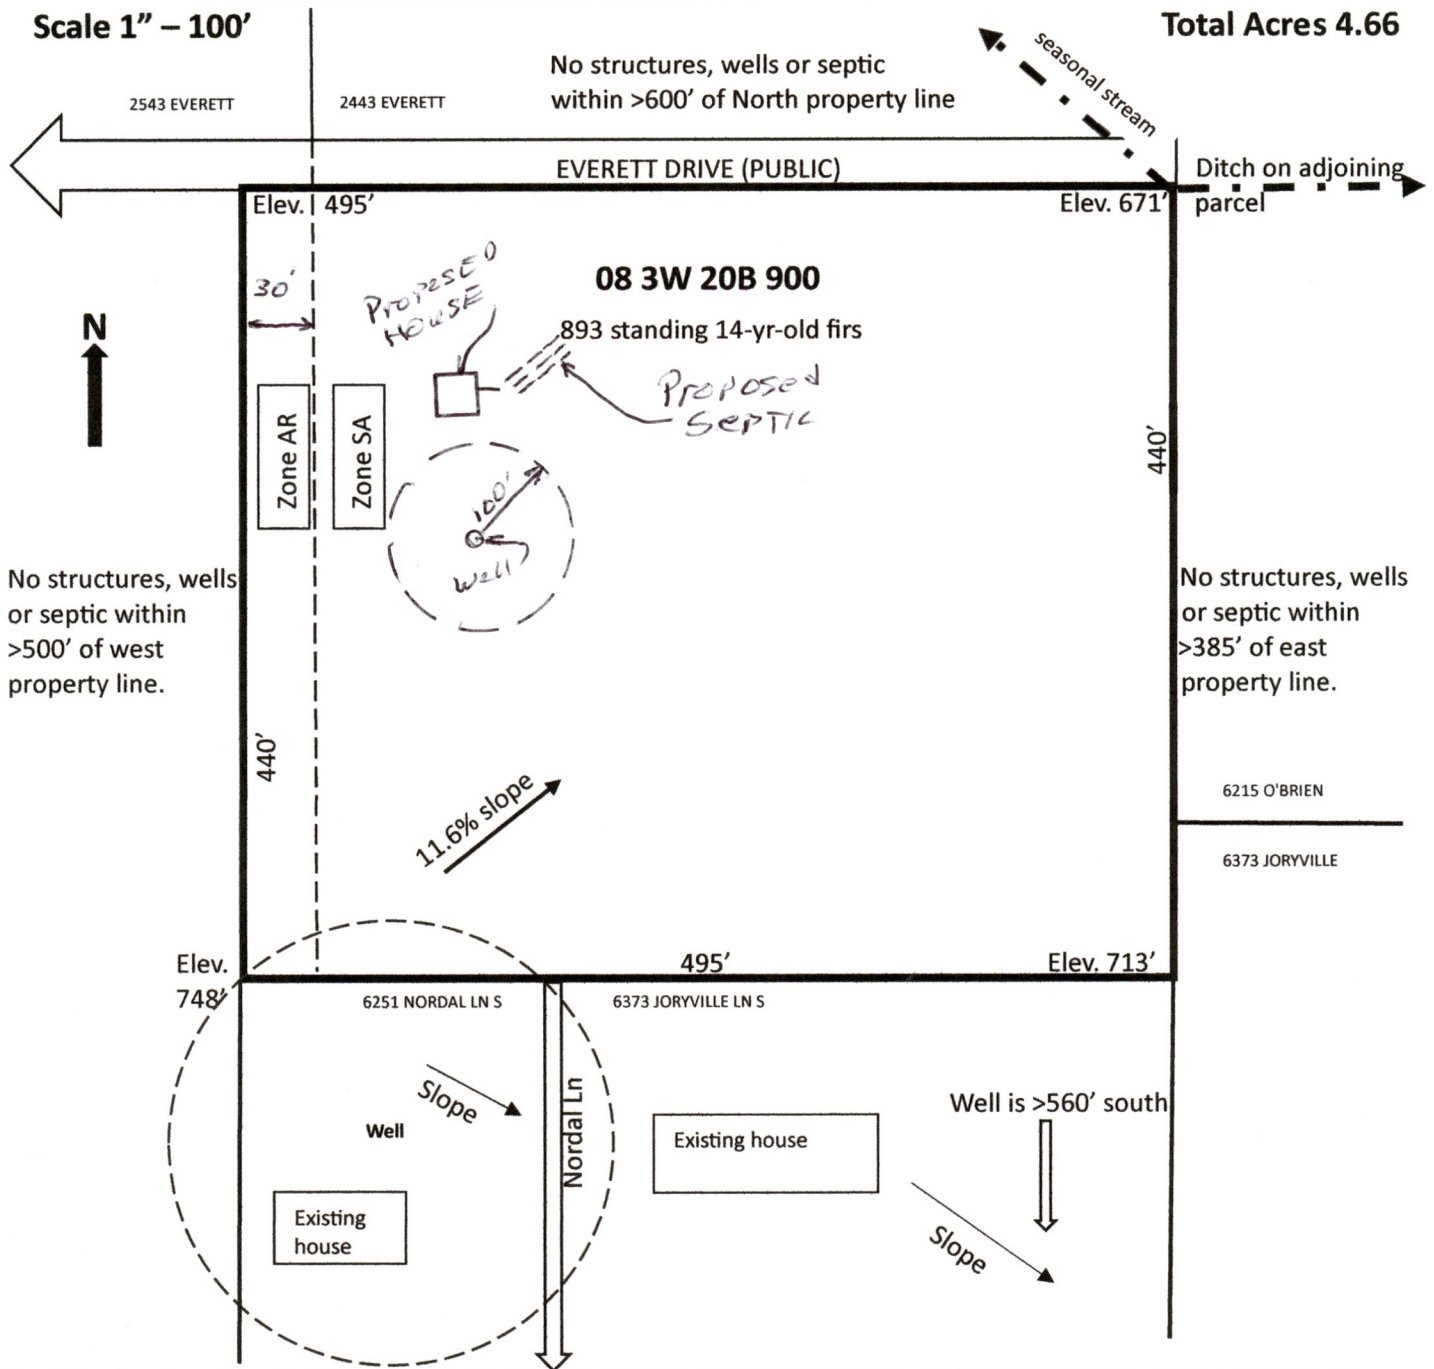 Scale 1” – 100’
Total Acres 4.66
No structures, wells or septic
within >600’ of North property line
seasonal stream
2543 EVERETT
2443 EVERETT
EVERETT DRIVE (PUBLIC)
Ditch on adjoining
parcel
Elev.
495’
Elev. 671’
30'
PROPOSED
HOUSE
08 3W 20B 900
893 standing 14-yr-old firs
Proposed
SEPTIC
N
Zone AR
Zone SA
440’
100'
Well
No structures, wells
or septic within
>500’ of west
property line.
No structures, wells
or septic within
>385’ of east
property line.
440’
11.6% slope
6215 O'BRIEN
6373 JORYVILLE
Elev.
748’
495’
Elev. 713’
6251 NORDAL LN S
6373 JORYVILLE LN S
Slope
Well
Nordal Ln
Existing house
Well is >560’ south
Existing
house
Slope